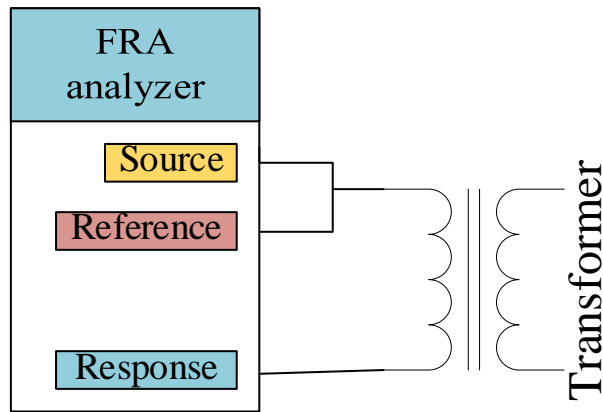 FRA
analyzer
Source
Reference
Response
Transformer